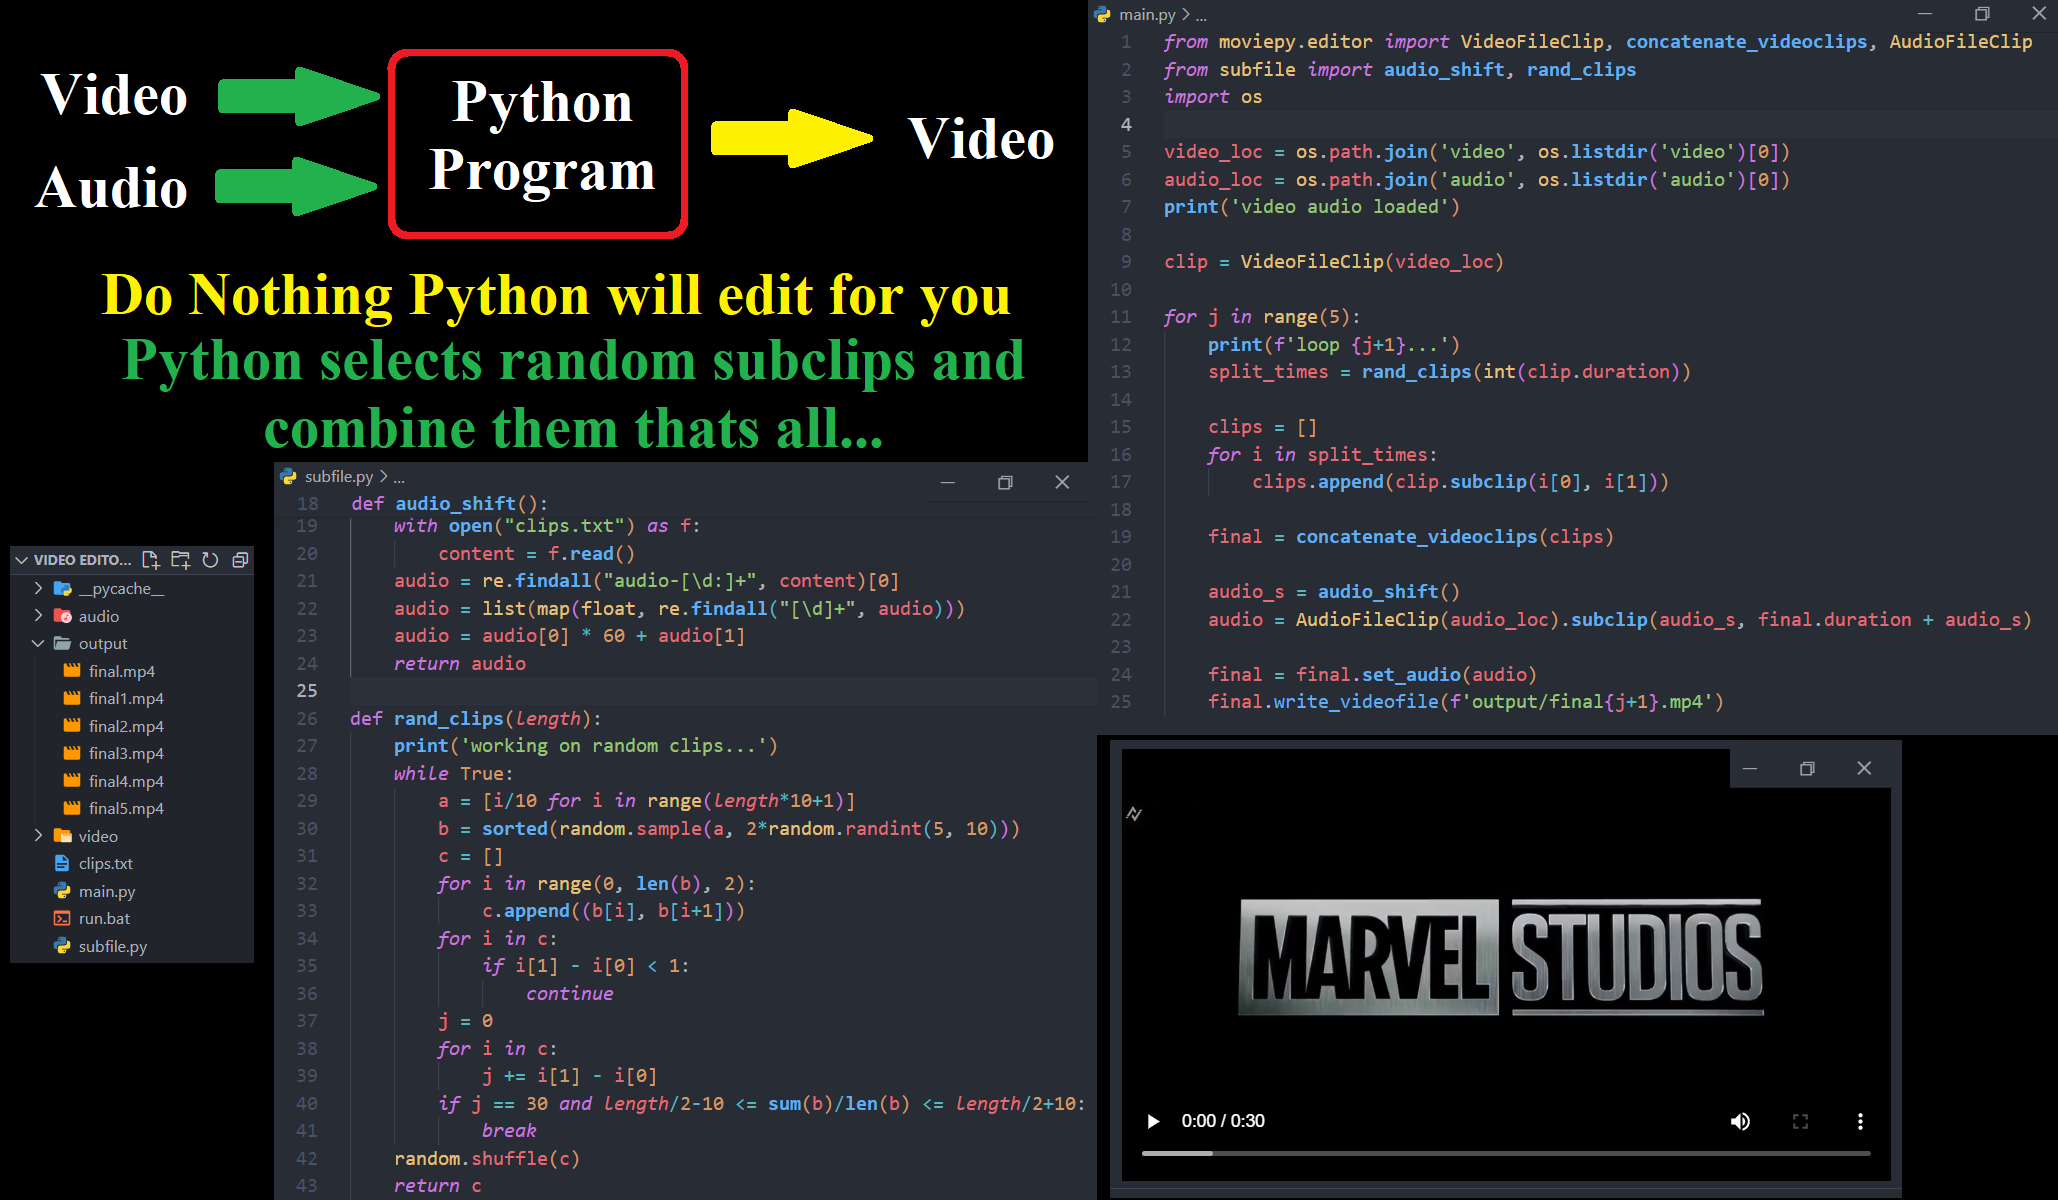 Video
Audio
Python
Program
Video
Do Nothing Python will edit for you
Python selects random subclips and
combine them thats all...
main.py > ...
1 from moviepy.editor import VideoFileClip, concatenate_videoclips, AudioFileClip
2 from subfile import audio_shift, rand_clips
3 import os
4
5 video_loc = os.path.join('video', os.listdir('video')[0])
6 audio_loc = os.path.join('audio', os.listdir('audio')[0])
7 print('video audio loaded')
8
9 clip = VideoFileClip(video_loc)
10
11 for j in range(5):
12     print(f'loop {j+1}...')
13     split_times = rand_clips(int(clip.duration))
14
15     clips = []
16     for i in split_times:
17         clips.append(clip.subclip(i[0], i[1]))
18
19     final = concatenate_videoclips(clips)
20
21     audio_s = audio_shift()
22     audio = AudioFileClip(audio_loc).subclip(audio_s, final.duration + audio_s)
23
24     final = final.set_audio(audio)
25     final.write_videofile(f'output/final{j+1}.mp4')
subfile.py > ...
18 def audio_shift():
19     with open("clips.txt") as f:
20         content = f.read()
21     audio = re.findall("audio-[\d:]+", content)[0]
22     audio = list(map(float, re.findall("[\d]+", audio)))
23     audio = audio[0] * 60 + audio[1]
24     return audio
25
26 def rand_clips(length):
27     print('working on random clips...')
28     while True:
29         a = [i/10 for i in range(length*10+1)]
30         b = sorted(random.sample(a, 2*random.randint(5, 10)))
31         c = []
32         for i in range(0, len(b), 2):
33             c.append((b[i], b[i+1]))
34         for i in c:
35             if i[1] - i[0] < 1:
36                 continue
37         j = 0
38         for i in c:
39             j += i[1] - i[0]
40         if j == 30 and length/2-10 <= sum(b)/len(b) <= length/2+10:
41             break
42     random.shuffle(c)
43     return c
VIDEO EDITO...
__pycache__
audio
output
final.mp4
final1.mp4
final2.mp4
final3.mp4
final4.mp4
final5.mp4
video
clips.txt
main.py
run.bat
subfile.py
MARVEL STUDIOS
0:00 / 0:30